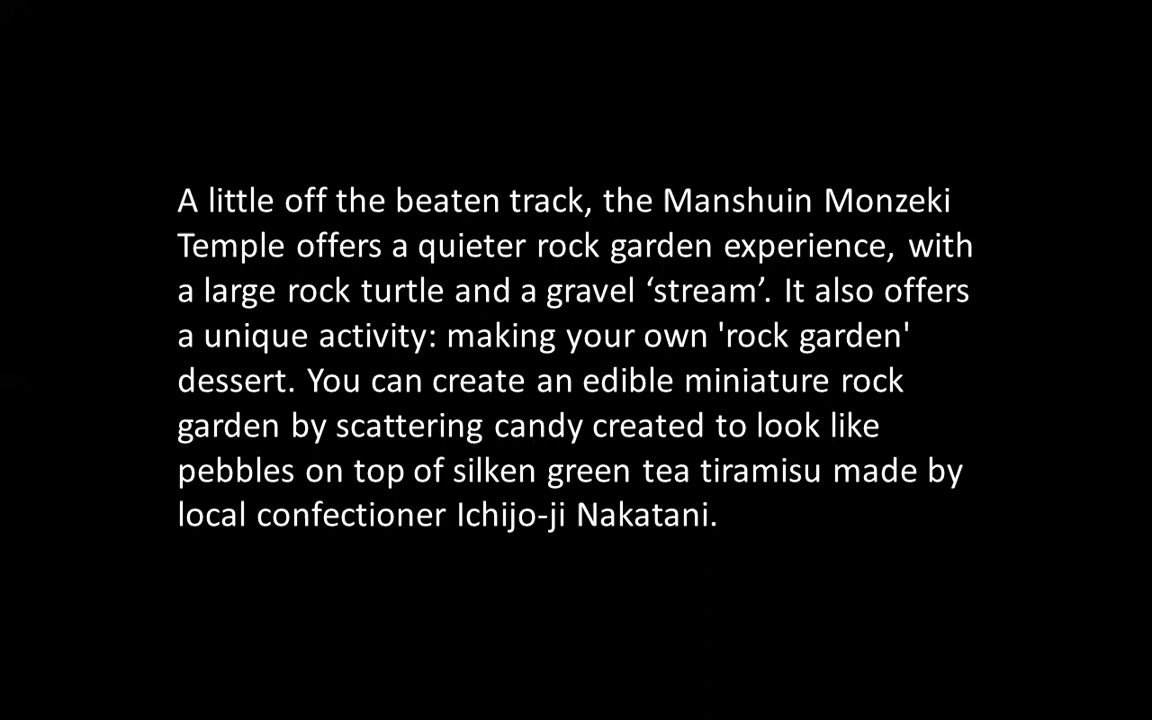 A little off the beaten track, the Manshuin Monzeki
Temple offers a quieter rock garden experience, with
a large rock turtle and a gravel ‘stream’. It also offers
a unique activity: making your own 'rock garden'
dessert. You can create an edible miniature rock
garden by scattering candy created to look like
pebbles on top of silken green tea tiramisu made by
local confectioner Ichijo-ji Nakatani.